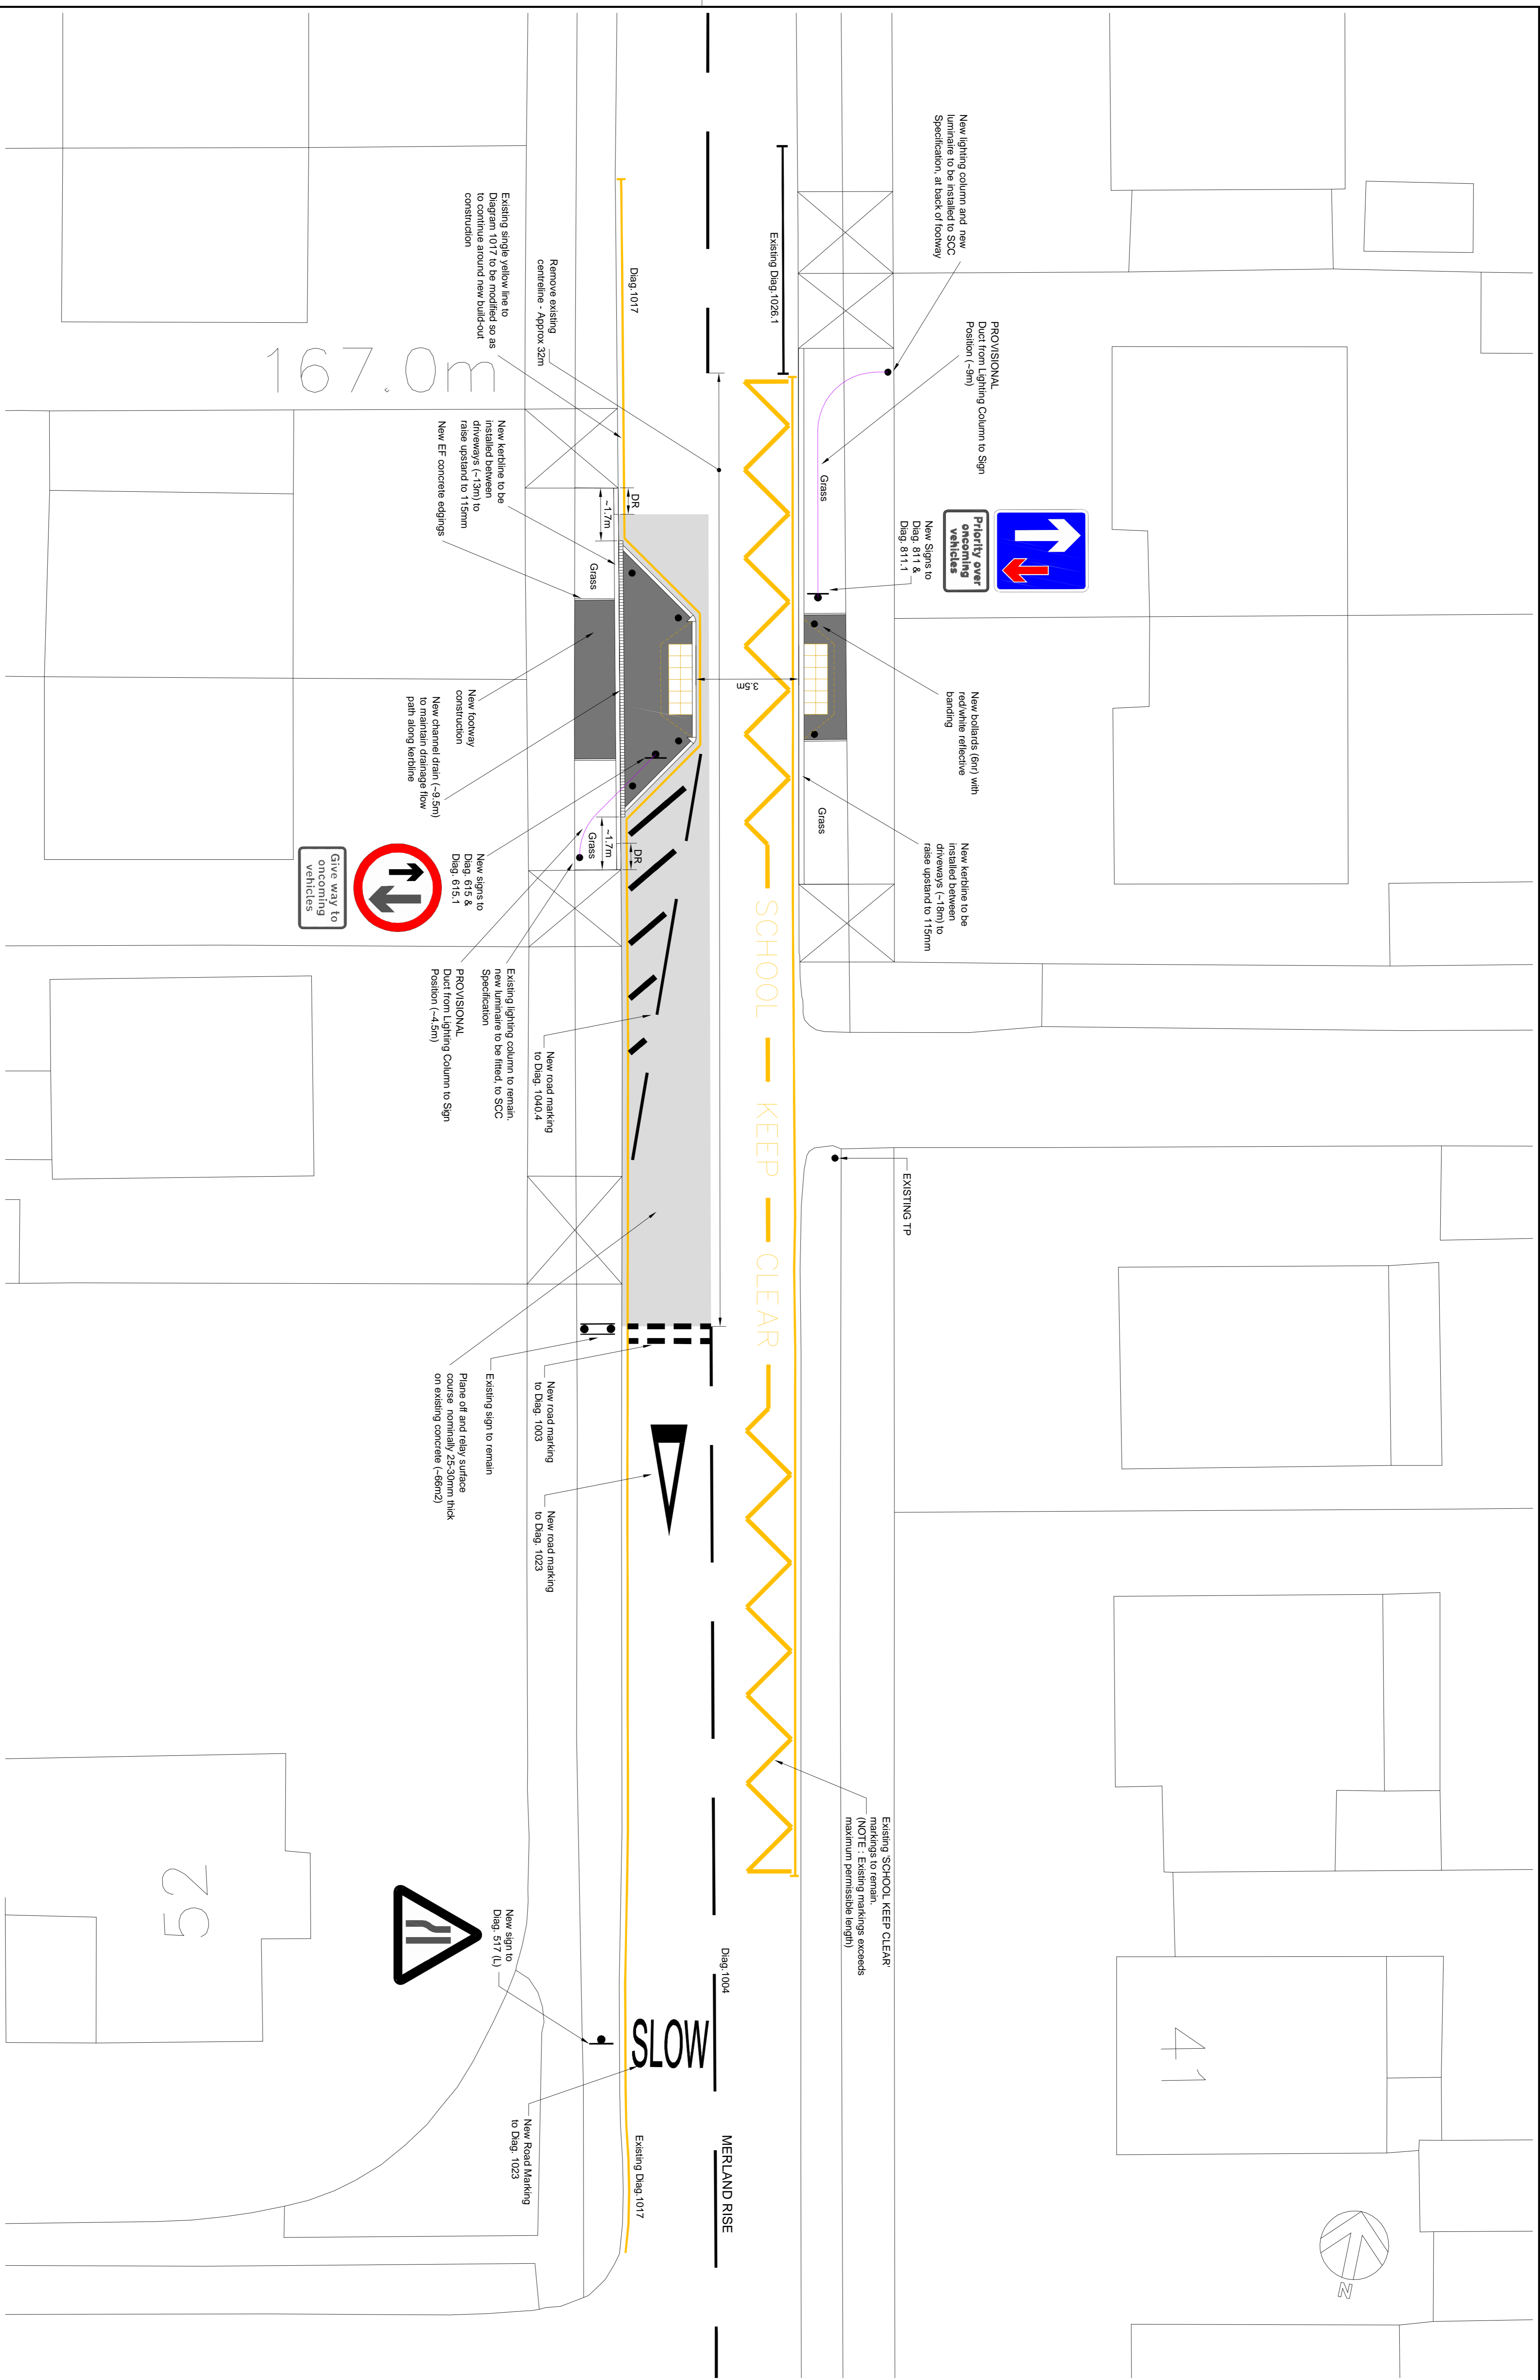 New lighting column and new
luminaire to be installed to SCC
Specification, at back of footway
PROVISIONAL
Duct from Lighting Column to Sign
Position (~9m)
Priority over
oncoming
vehicles
New Signs to
Diag. 811 &
Diag. 811.1
New bollards (6nr) with
red/white reflective
banding
New kerbline to be
installed between
driveways (~18m) to
raise upstand to 115mm
Grass
Grass
EXISTING TP
Existing 'SCHOOL KEEP CLEAR'
markings to remain.
(NOTE : Existing markings exceeds
maximum permissible length)
41
N
Existing Diag.1026.1
SCHOOL KEEP CLEAR
3.5m
Diag.1004
MERLAND RISE
Diag.1017
SLOW
Existing Diag.1017
Remove existing
centreline - Approx 32m
Existing single yellow line to
Diagram 1017 to be modified so as
to continue around new build-out
construction
167.0m
DR
~1.7m
Grass
~1.7m
DR
Grass
New kerbline to be
installed between
driveways (~13m) to
raise upstand to 115mm
New EF concrete edgings
New footway
construction
New channel drain (~9.5m)
to maintain drainage flow
path along kerbline
New signs to
Diag. 615 &
Diag. 615.1
Give way to
oncoming
vehicles
New road marking
to Diag. 1040.4
Existing lighting column to remain.
new luminaire to be fitted, to SCC
Specification
PROVISIONAL
Duct from Lighting Column to Sign
Position (~4.5m)
New road marking
to Diag. 1003
Existing sign to remain
Plane off and relay surface
course nominally 25-30mm thick
on existing concrete (~66m2)
New road marking
to Diag. 1023
52
New sign to
Diag. 517 (L)
New Road Marking
to Diag. 1023